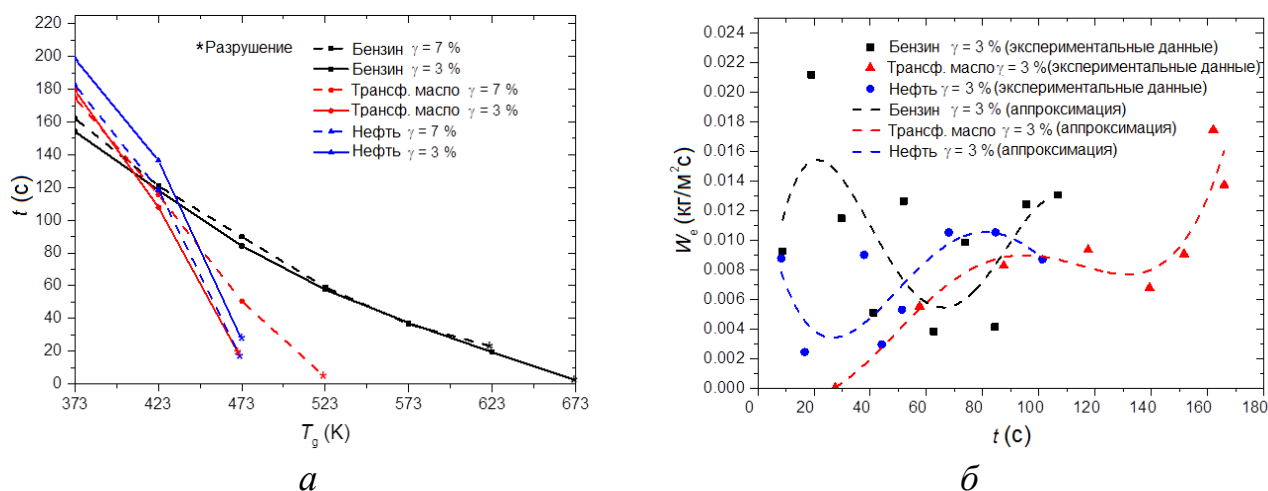 220
200
180
160
140
120
100
80
60
40
20
0
t (с)
*Разрушение
Бензин γ = 7 %
Бензин γ = 3 %
Трансф. масло γ = 7 %
Трансф. масло γ = 3 %
Нефть γ = 7 %
Нефть γ = 3 %
* * * * *
373 423 473 523 573 623 673
Tg (K)
а
0.024
0.022
0.020
0.018
0.016
0.014
0.012
0.010
0.008
0.006
0.004
0.002
0.000
We (кг/м²с)
Бензин γ = 3 % (экспериментальные данные)
Трансф. масло γ = 3 % (экспериментальные данные)
Нефть γ = 3 % (экспериментальные данные)
Бензин γ = 3 % (аппроксимация)
Трансф. масло γ = 3 % (аппроксимация)
Нефть γ = 3 % (аппроксимация)
0 20 40 60 80 100 120 140 160 180
t (с)
б